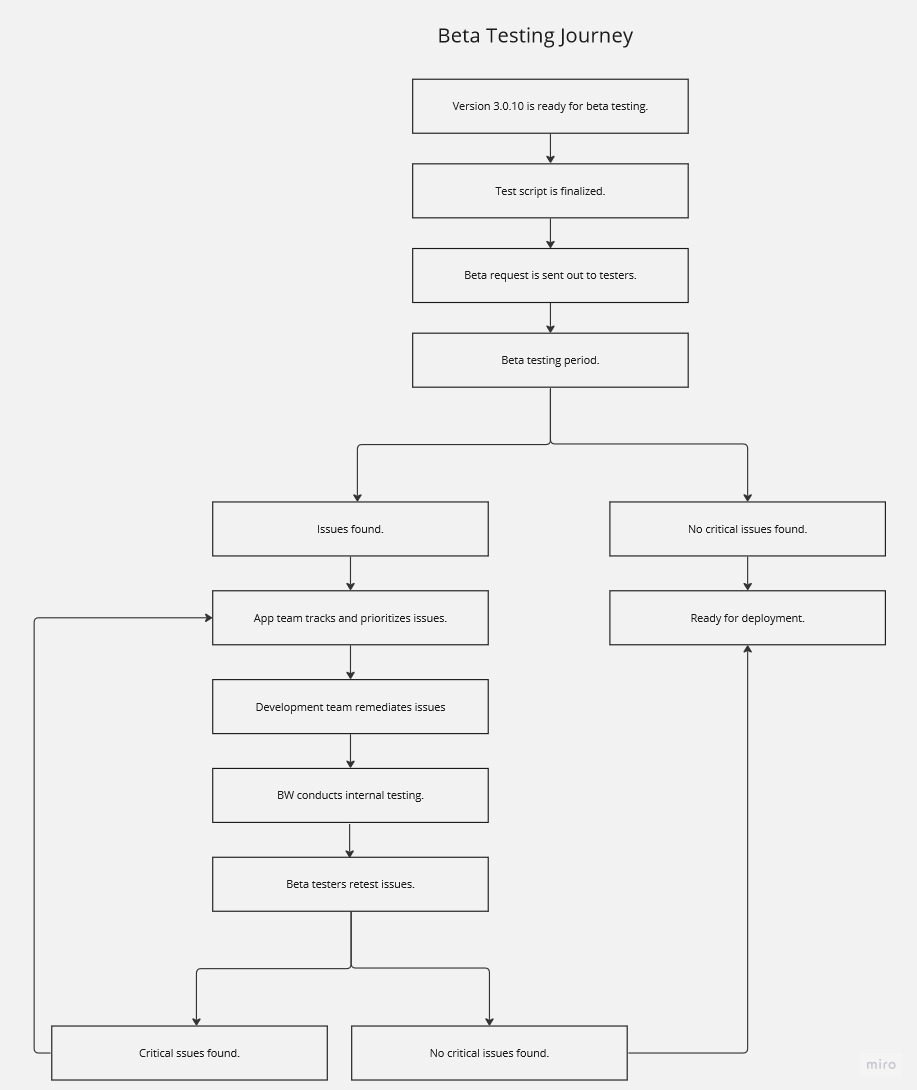 Beta Testing Journey
Version 3.0.10 is ready for beta testing.
Test script is finalized.
Beta request is sent out to testers.
Beta testing period.
Issues found.
No critical issues found.
App team tracks and prioritizes issues.
Ready for deployment.
Development team remediates issues
BW conducts internal testing.
Beta testers retest issues.
Critical ssues found.
No critical issues found.
miro